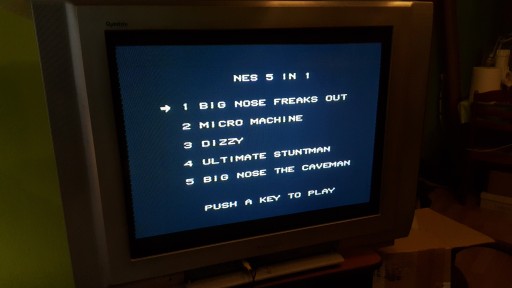 NES 5 IN 1
→ 1 BIG NOSE FREAKS OUT
2 MICRO MACHINE
3 DIZZY
4 ULTIMATE STUNTMAN
5 BIG NOSE THE CAVEMAN
PUSH A KEY TO PLAY